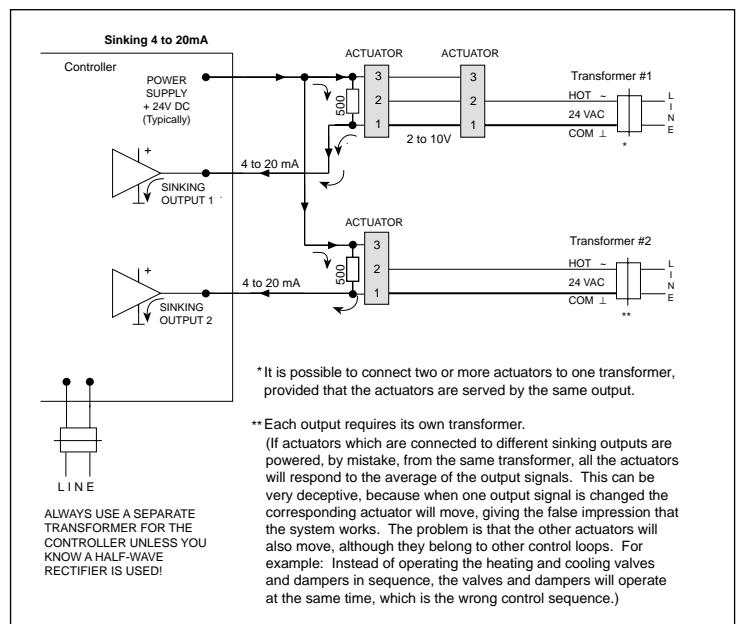 Sinking 4 to 20mA
Controller
POWER
SUPPLY
+ 24V DC
(Typically)
ACTUATOR
ACTUATOR
3
2
1
500
3
2
1
2 to 10V
Transformer #1
HOT ~
24 VAC
COM ⊥
*
L
I
N
E
+
4 to 20 mA
SINKING
OUTPUT 1
ACTUATOR
3
2
1
500
Transformer #2
HOT ~
24 VAC
COM ⊥
**
L
I
N
E
+
4 to 20 mA
SINKING
OUTPUT 2
LINE
ALWAYS USE A SEPARATE
TRANSFORMER FOR THE
CONTROLLER UNLESS YOU
KNOW A HALF-WAVE
RECTIFIER IS USED!
* It is possible to connect two or more actuators to one transformer,
provided that the actuators are served by the same output.
** Each output requires its own transformer.
(If actuators which are connected to different sinking outputs are
powered, by mistake, from the same transformer, all the actuators
will respond to the average of the output signals. This can be
very deceptive, because when one output signal is changed the
corresponding actuator will move, giving the false impression that
the system works. The problem is that the other actuators will
also move, although they belong to other control loops. For
example: Instead of operating the heating and cooling valves
and dampers in sequence, the valves and dampers will operate
at the same time, which is the wrong control sequence.)